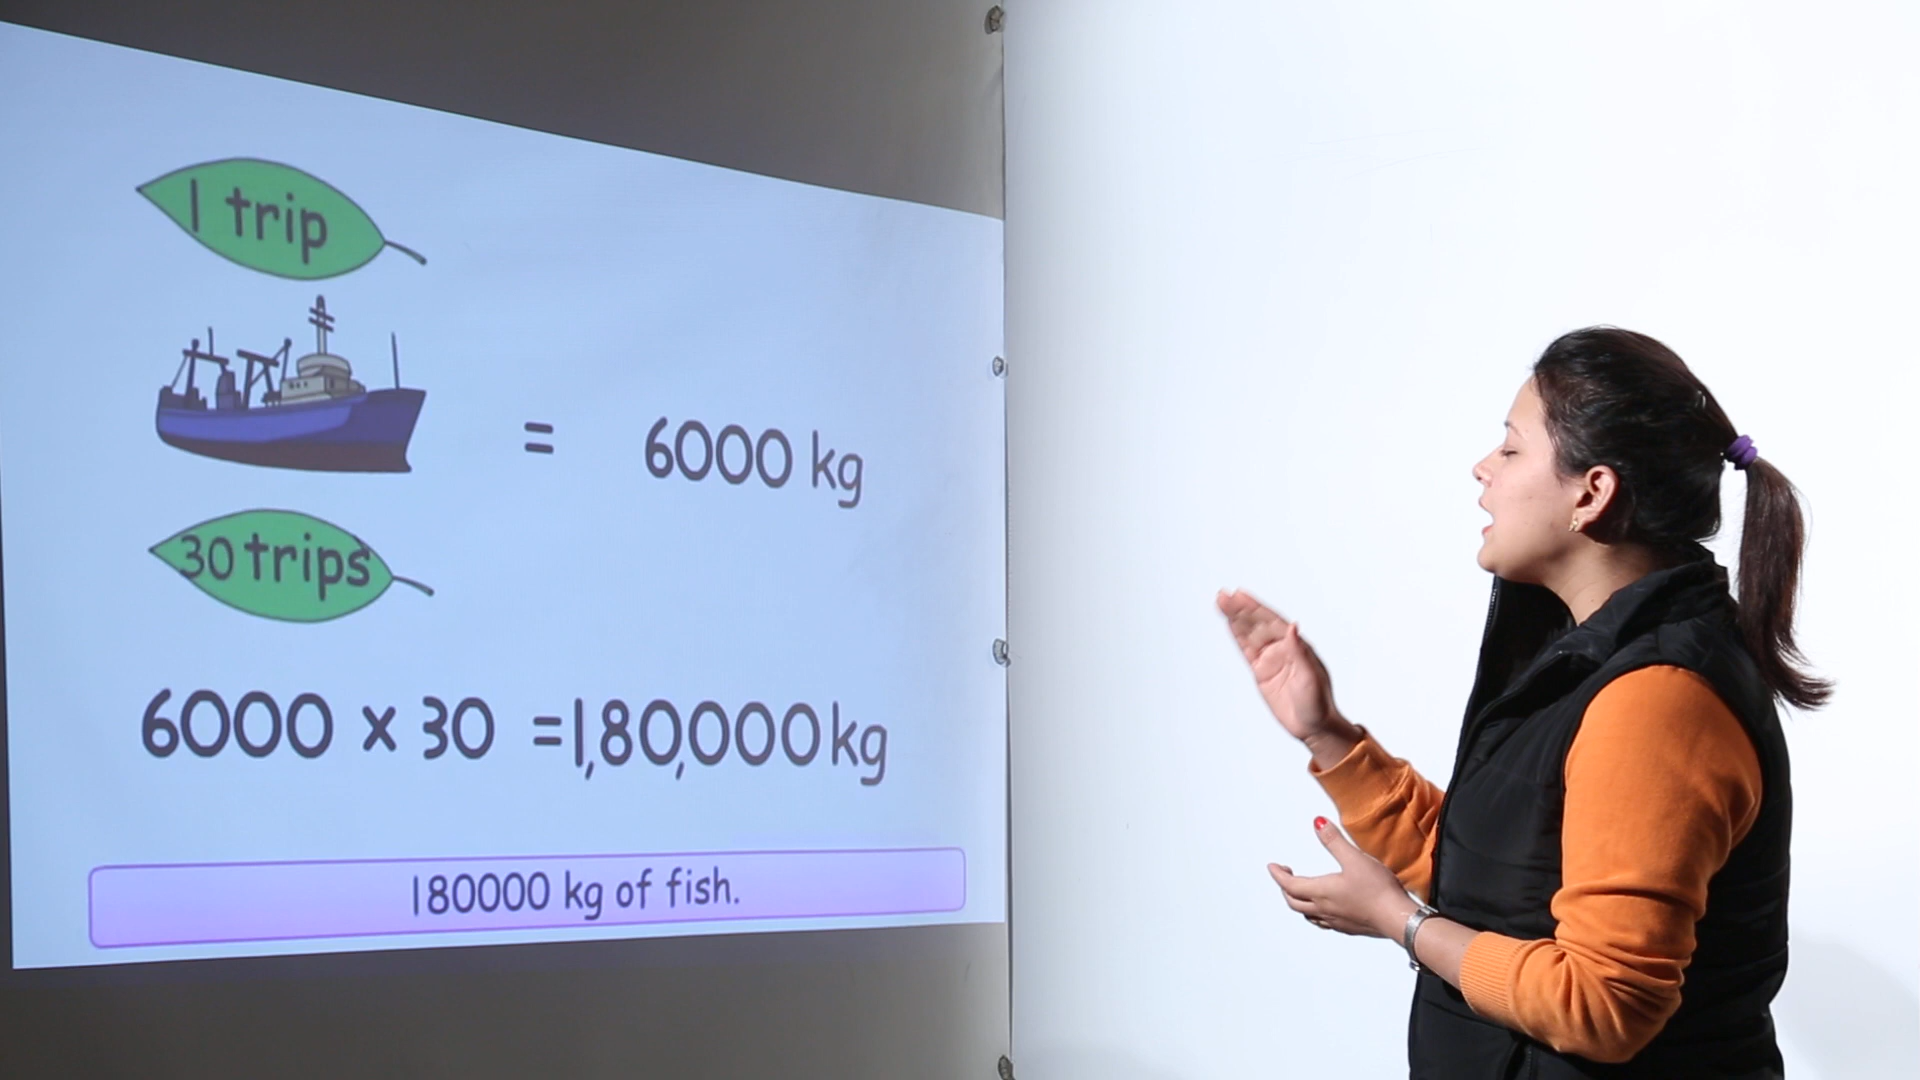 1 trip
= 6000 kg
30 trips
6000 x 30 =1,80,000 kg
180000 kg of fish.